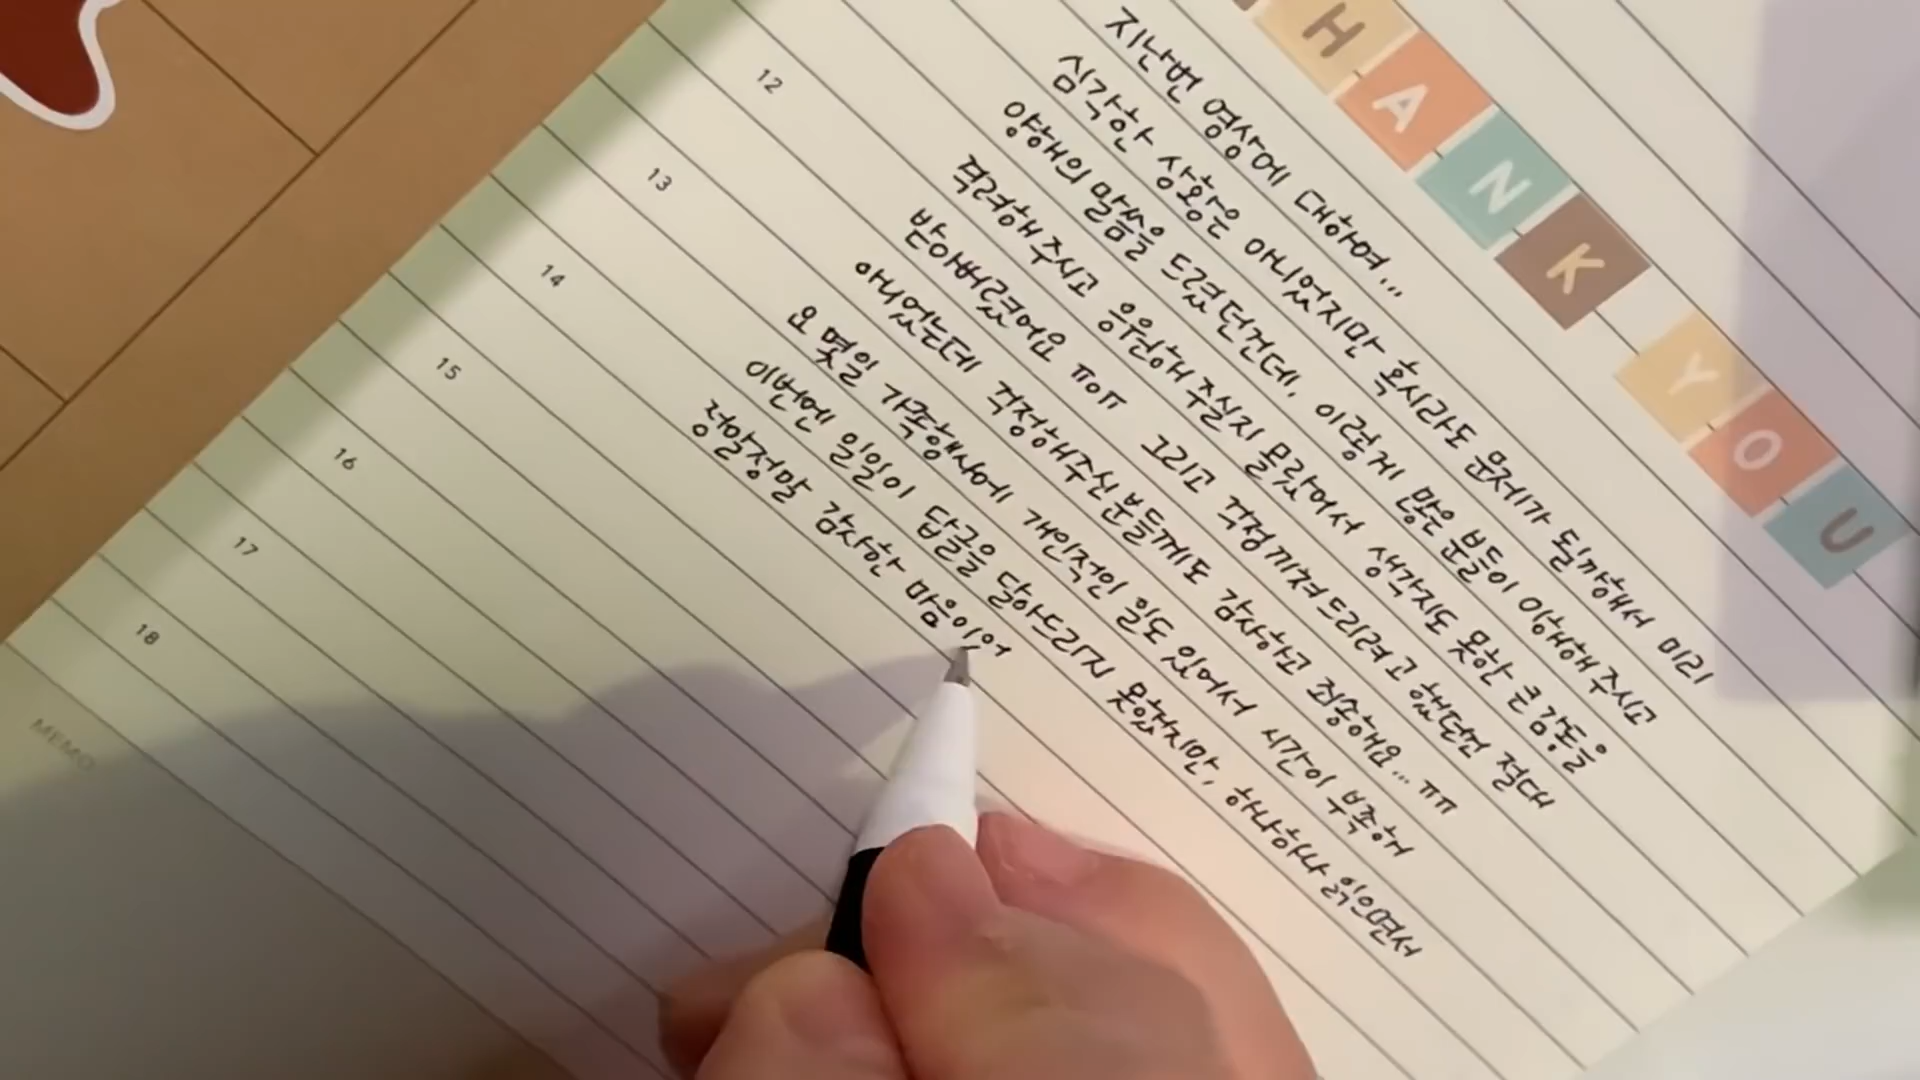 HANK
YOU
지난번 영상에 대하여...
심각한 상황은 아니었지만 혹시라도 문제가 될까해서 미리
양해의 말씀을 드렸던건데, 이렇게 많은 분들이 이해해 주시고
격려해 주시고 응원해 주실지 몰랐어서 생각지도 못한 큰 감동을
받아버렸어요 ㅠㅇㅠ 그리고 걱정끼쳐 드리려고 했던건 절대
아니었는데 걱정해주신 분들께도 감사하고 죄송해요... ㅠㅠ
요 몇일 가족행사에 개인적인 일도 있어서 시간이 부족하여
이번엔 일일이 답글을 달아드리진 못했지만, 하나하나 읽으면서
정말정말 감사한 마음이었
12
13
14
15
16
17
18
MEMO